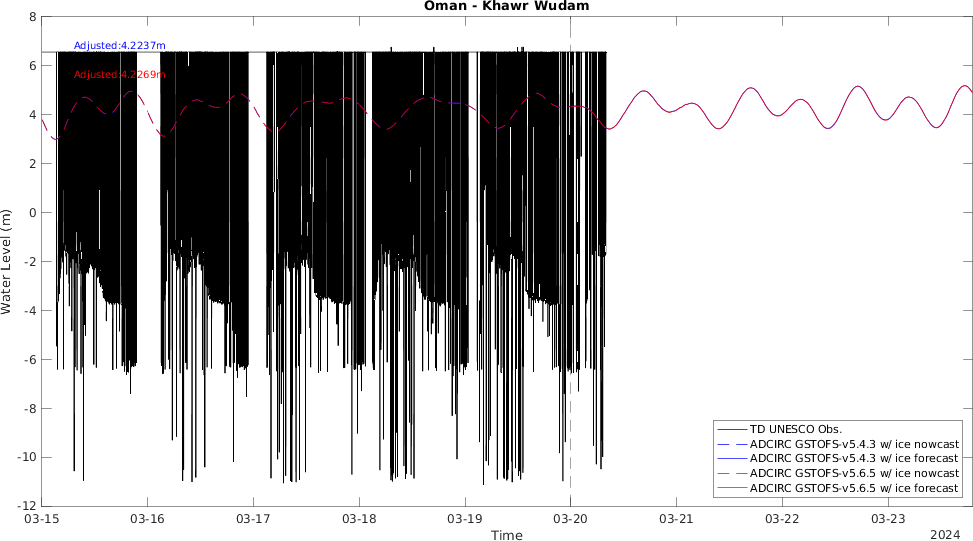 Oman - Khawr Wudam
8
6
4
2
0
-2
-4
-6
-8
-10
-12
Water Level (m)
Adjusted:4.2237m
Adjusted:4.2269m
TD UNESCO Obs.
ADCIRC GSTOFS-v5.4.3 w/ ice nowcast
ADCIRC GSTOFS-v5.4.3 w/ ice forecast
ADCIRC GSTOFS-v5.6.5 w/ ice nowcast
ADCIRC GSTOFS-v5.6.5 w/ ice forecast
03-15 03-16 03-17 03-18 03-19 03-20 03-21 03-22 03-23
Time
2024